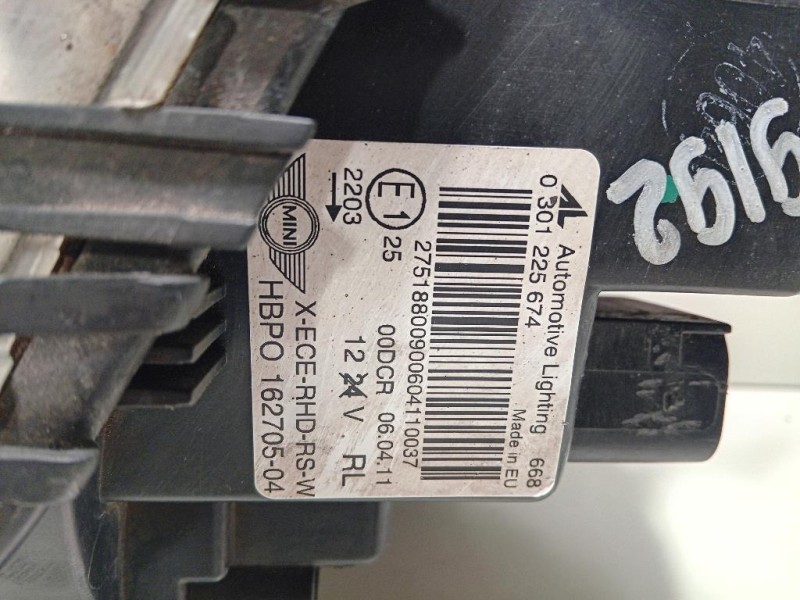 Automotive Lighting 668
0 301 225 674 Made in EU
27518800900604110037
E1 25 00DCR 06.04.11
2203 12 24 V RL
MINI X-ECE-RHD-RS-W
HBPO 162705-04
9192